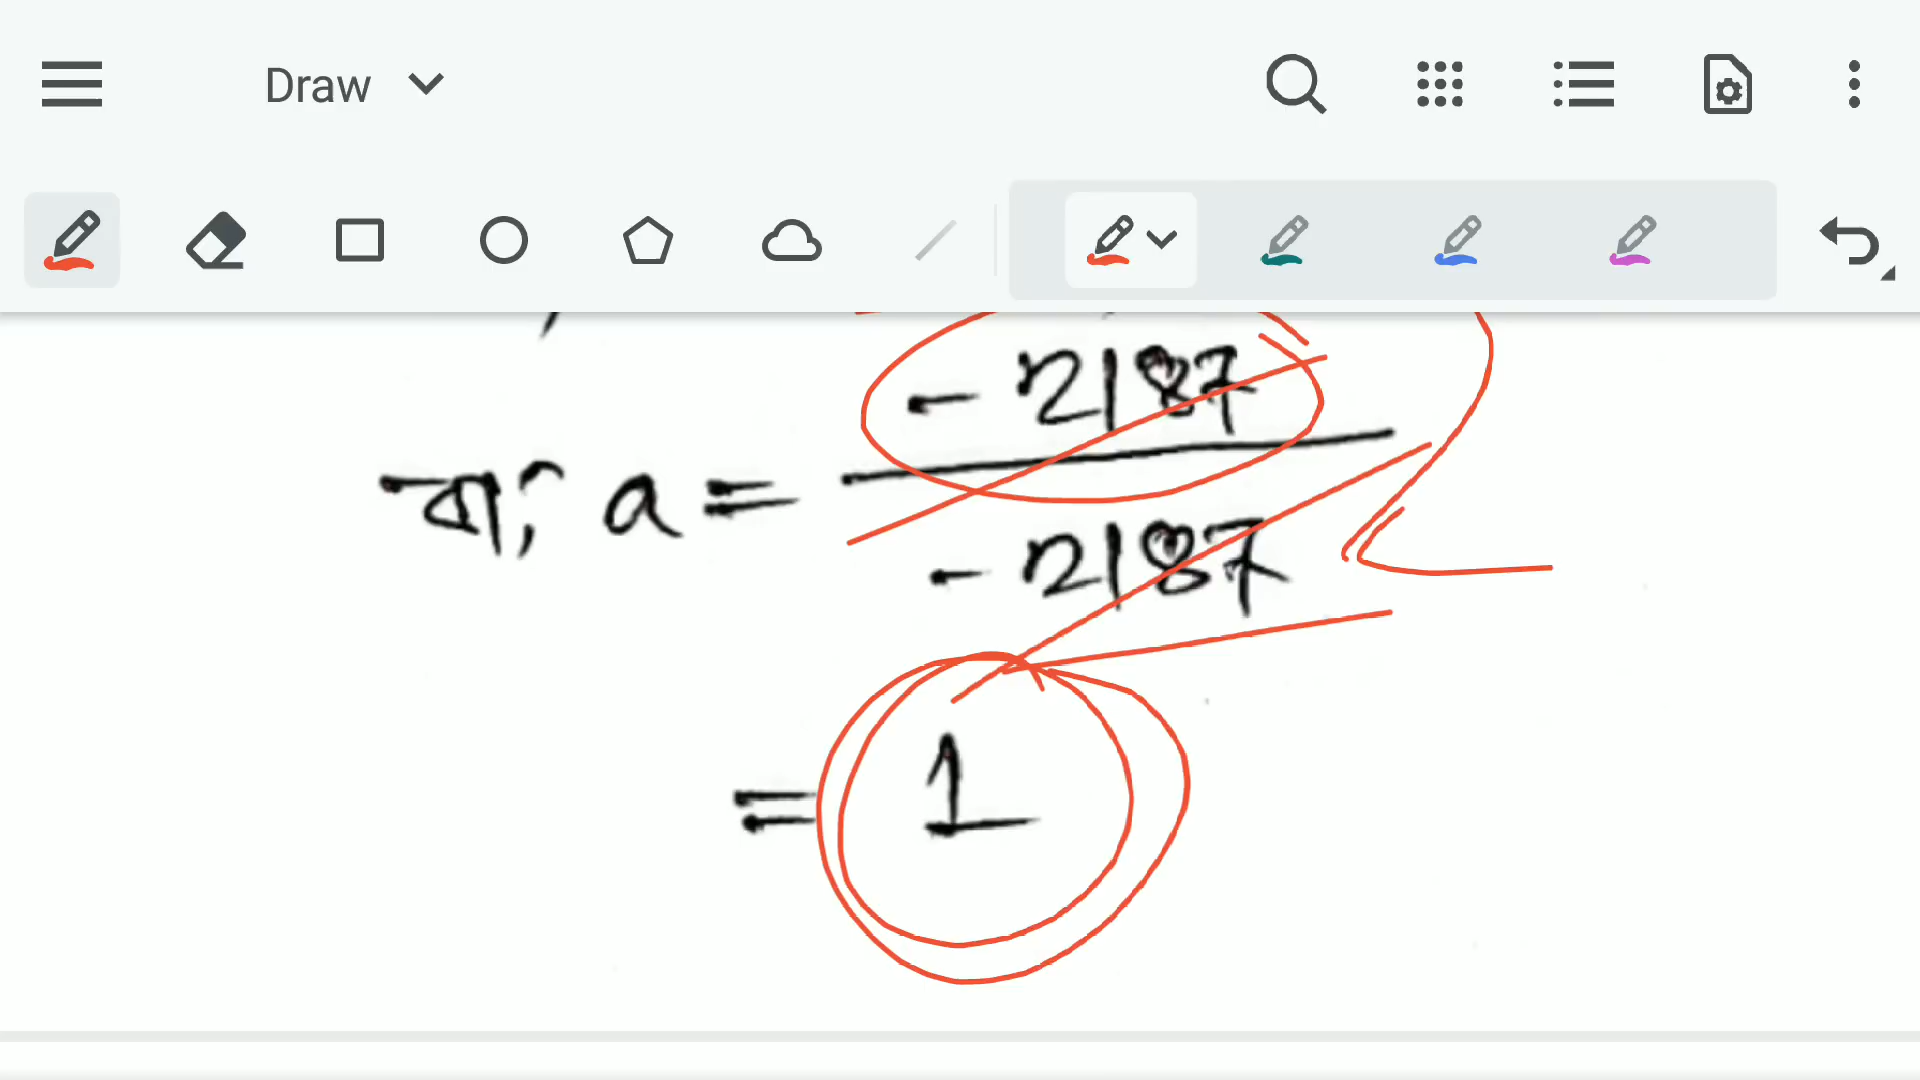 Draw
বা, a = -2187 / -2187
= 1